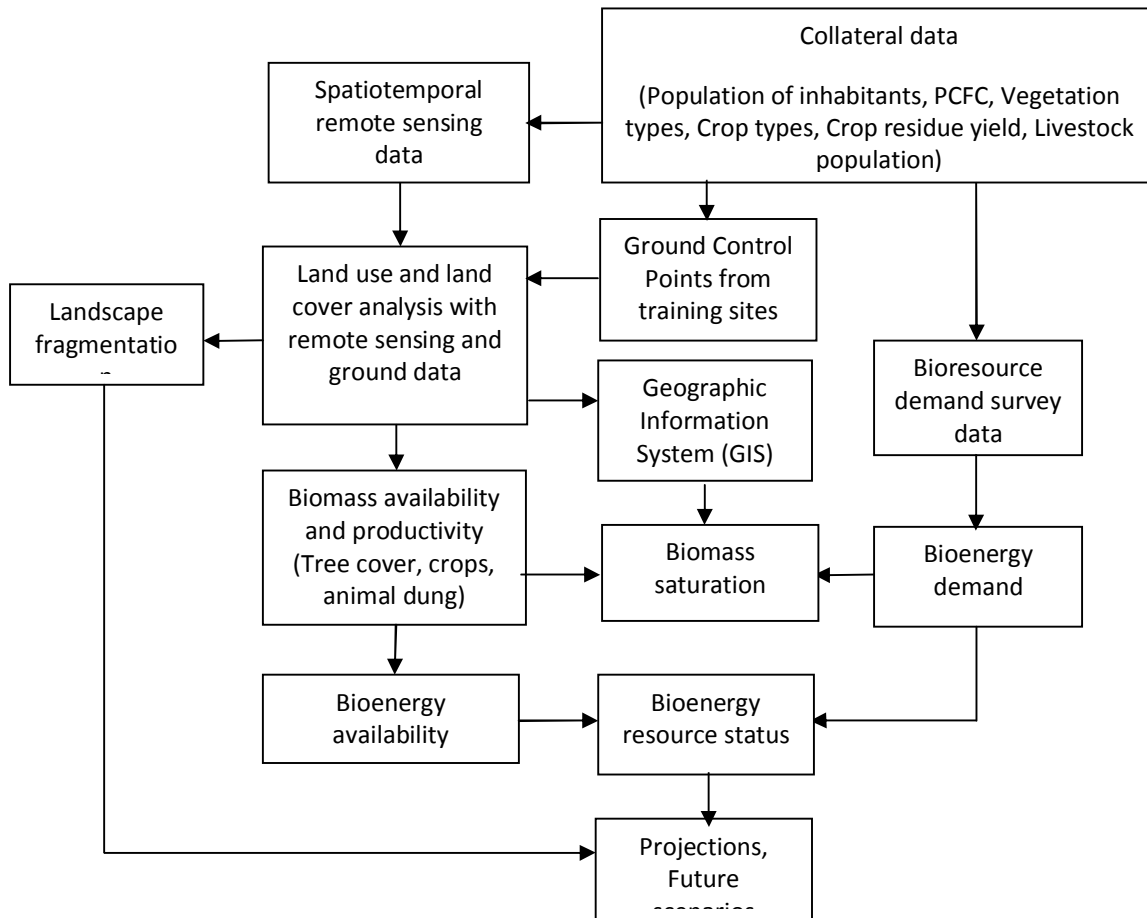 Collateral data
(Population of inhabitants, PCFC, Vegetation
types, Crop types, Crop residue yield, Livestock
population)
Spatiotemporal
remote sensing
data
Ground Control
Points from
training sites
Land use and land
cover analysis with
remote sensing and
ground data
Landscape
fragmentatio
n
Geographic
Information
System (GIS)
Bioresource
demand survey
data
Biomass availability
and productivity
(Tree cover, crops,
animal dung)
Biomass
saturation
Bioenergy
demand
Bioenergy
availability
Bioenergy
resource status
Projections,
Future
scenarios